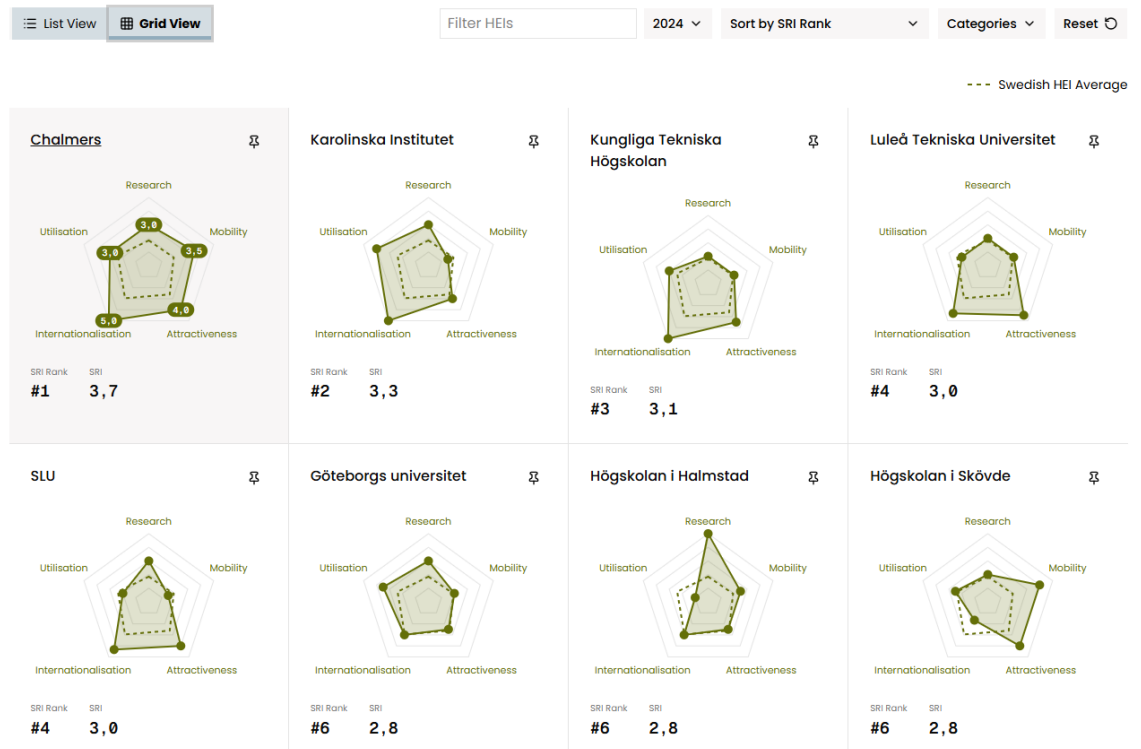 List View
Grid View
Filter HEIs
2024
Sort by SRI Rank
Categories
Reset
Swedish HEI Average
Chalmers
Research
Utilisation
Mobility
3,0
3,0
3,5
4,0
5,0
Internationalisation
Attractiveness
SRI Rank
SRI
#1
3,7
Karolinska Institutet
Research
Utilisation
Mobility
Internationalisation
Attractiveness
SRI Rank
SRI
#2
3,3
Kungliga Tekniska
Högskolan
Research
Utilisation
Mobility
Internationalisation
Attractiveness
SRI Rank
SRI
#3
3,1
Luleå Tekniska Universitet
Research
Utilisation
Mobility
Internationalisation
Attractiveness
SRI Rank
SRI
#4
3,0
SLU
Research
Utilisation
Mobility
Internationalisation
Attractiveness
SRI Rank
SRI
#4
3,0
Göteborgs universitet
Research
Utilisation
Mobility
Internationalisation
Attractiveness
SRI Rank
SRI
#6
2,8
Högskolan i Halmstad
Research
Utilisation
Mobility
Internationalisation
Attractiveness
SRI Rank
SRI
#6
2,8
Högskolan i Skövde
Research
Utilisation
Mobility
Internationalisation
Attractiveness
SRI Rank
SRI
#6
2,8